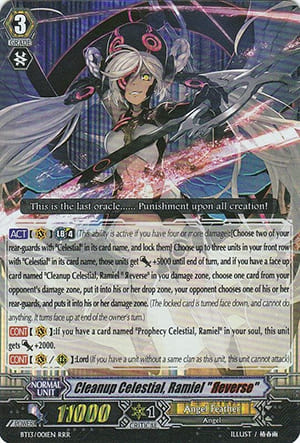 3
GRADE
This is the last oracle...... Punishment upon all creation!
ACT (V) LB4 (This ability is active if you have four or more damage):[Choose two of your
rear-guards with "Celestial" in its card name, and lock them] Choose up to three units in your front row
with "Celestial" in its card name, those units get +5000 until end of turn, and if you have a face up
card named "Cleanup Celestial, Ramiel "Reverse" in your damage zone, choose one card from your
opponent's damage zone, put it into his or her drop zone, your opponent chooses one of his or her
rear-guards, and puts it into his or her damage zone. (The locked card is turned face down, and cannot do
anything. It turns face up at end of the owner's turn.)
CONT (V) :If you have a card named "Prophecy Celestial, Ramiel" in your soul, this unit
gets +2000.
CONT (V/R) :Lord (If you have a unit without a same clan as this unit, this unit cannot attack)
NORMAL
UNIT
Cleanup Celestial, Ramiel "Reverse"
POWER
11000
1
CRITICAL
Angel Feather
Angel
BT13/001EN RRR
ILLUST / 椿春雨